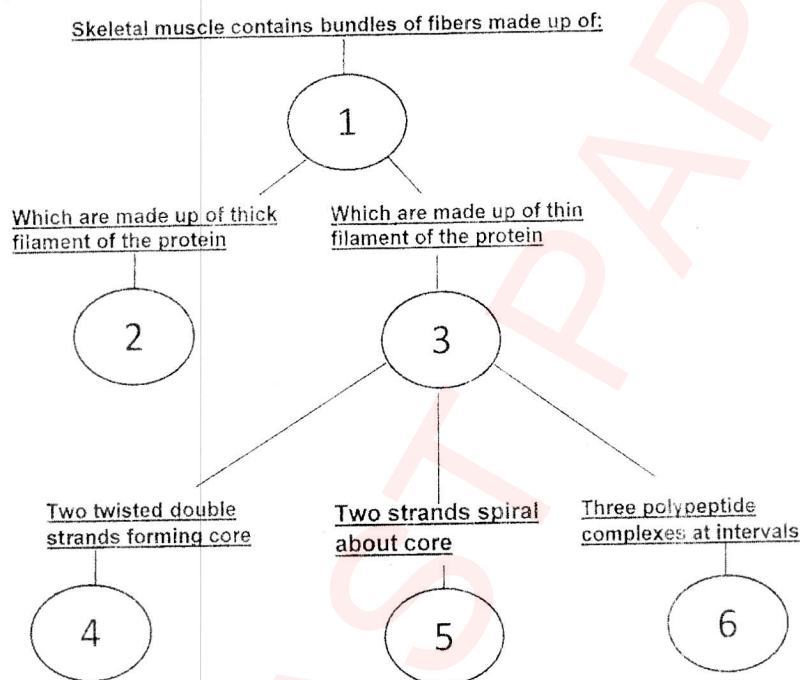 Skeletal muscle contains bundles of fibers made up of:
1
Which are made up of thick
filament of the protein
Which are made up of thin
filament of the protein
2
3
Two twisted double
strands forming core
Two strands spiral
about core
Three polypeptide
complexes at intervals
4
5
6
ST PAP